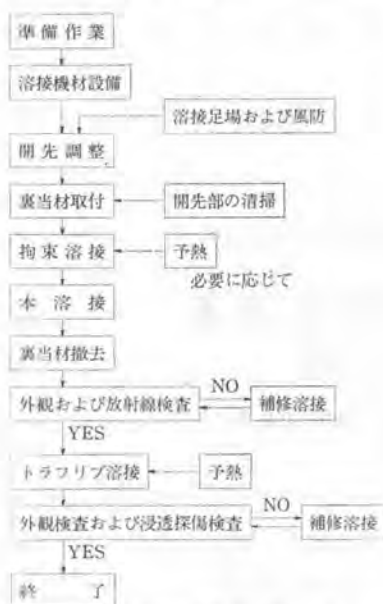 準備作業
溶接機材設備
溶接足場および風防
開先調整
裏当材取付
開先部の清掃
拘束溶接
予熱
必要に応じて
本溶接
裏当材撤去
外観および放射線検査
NO
補修溶接
YES
トラフリブ溶接
予熱
外観検査および浸透探傷検査
NO
補修溶接
YES
終了